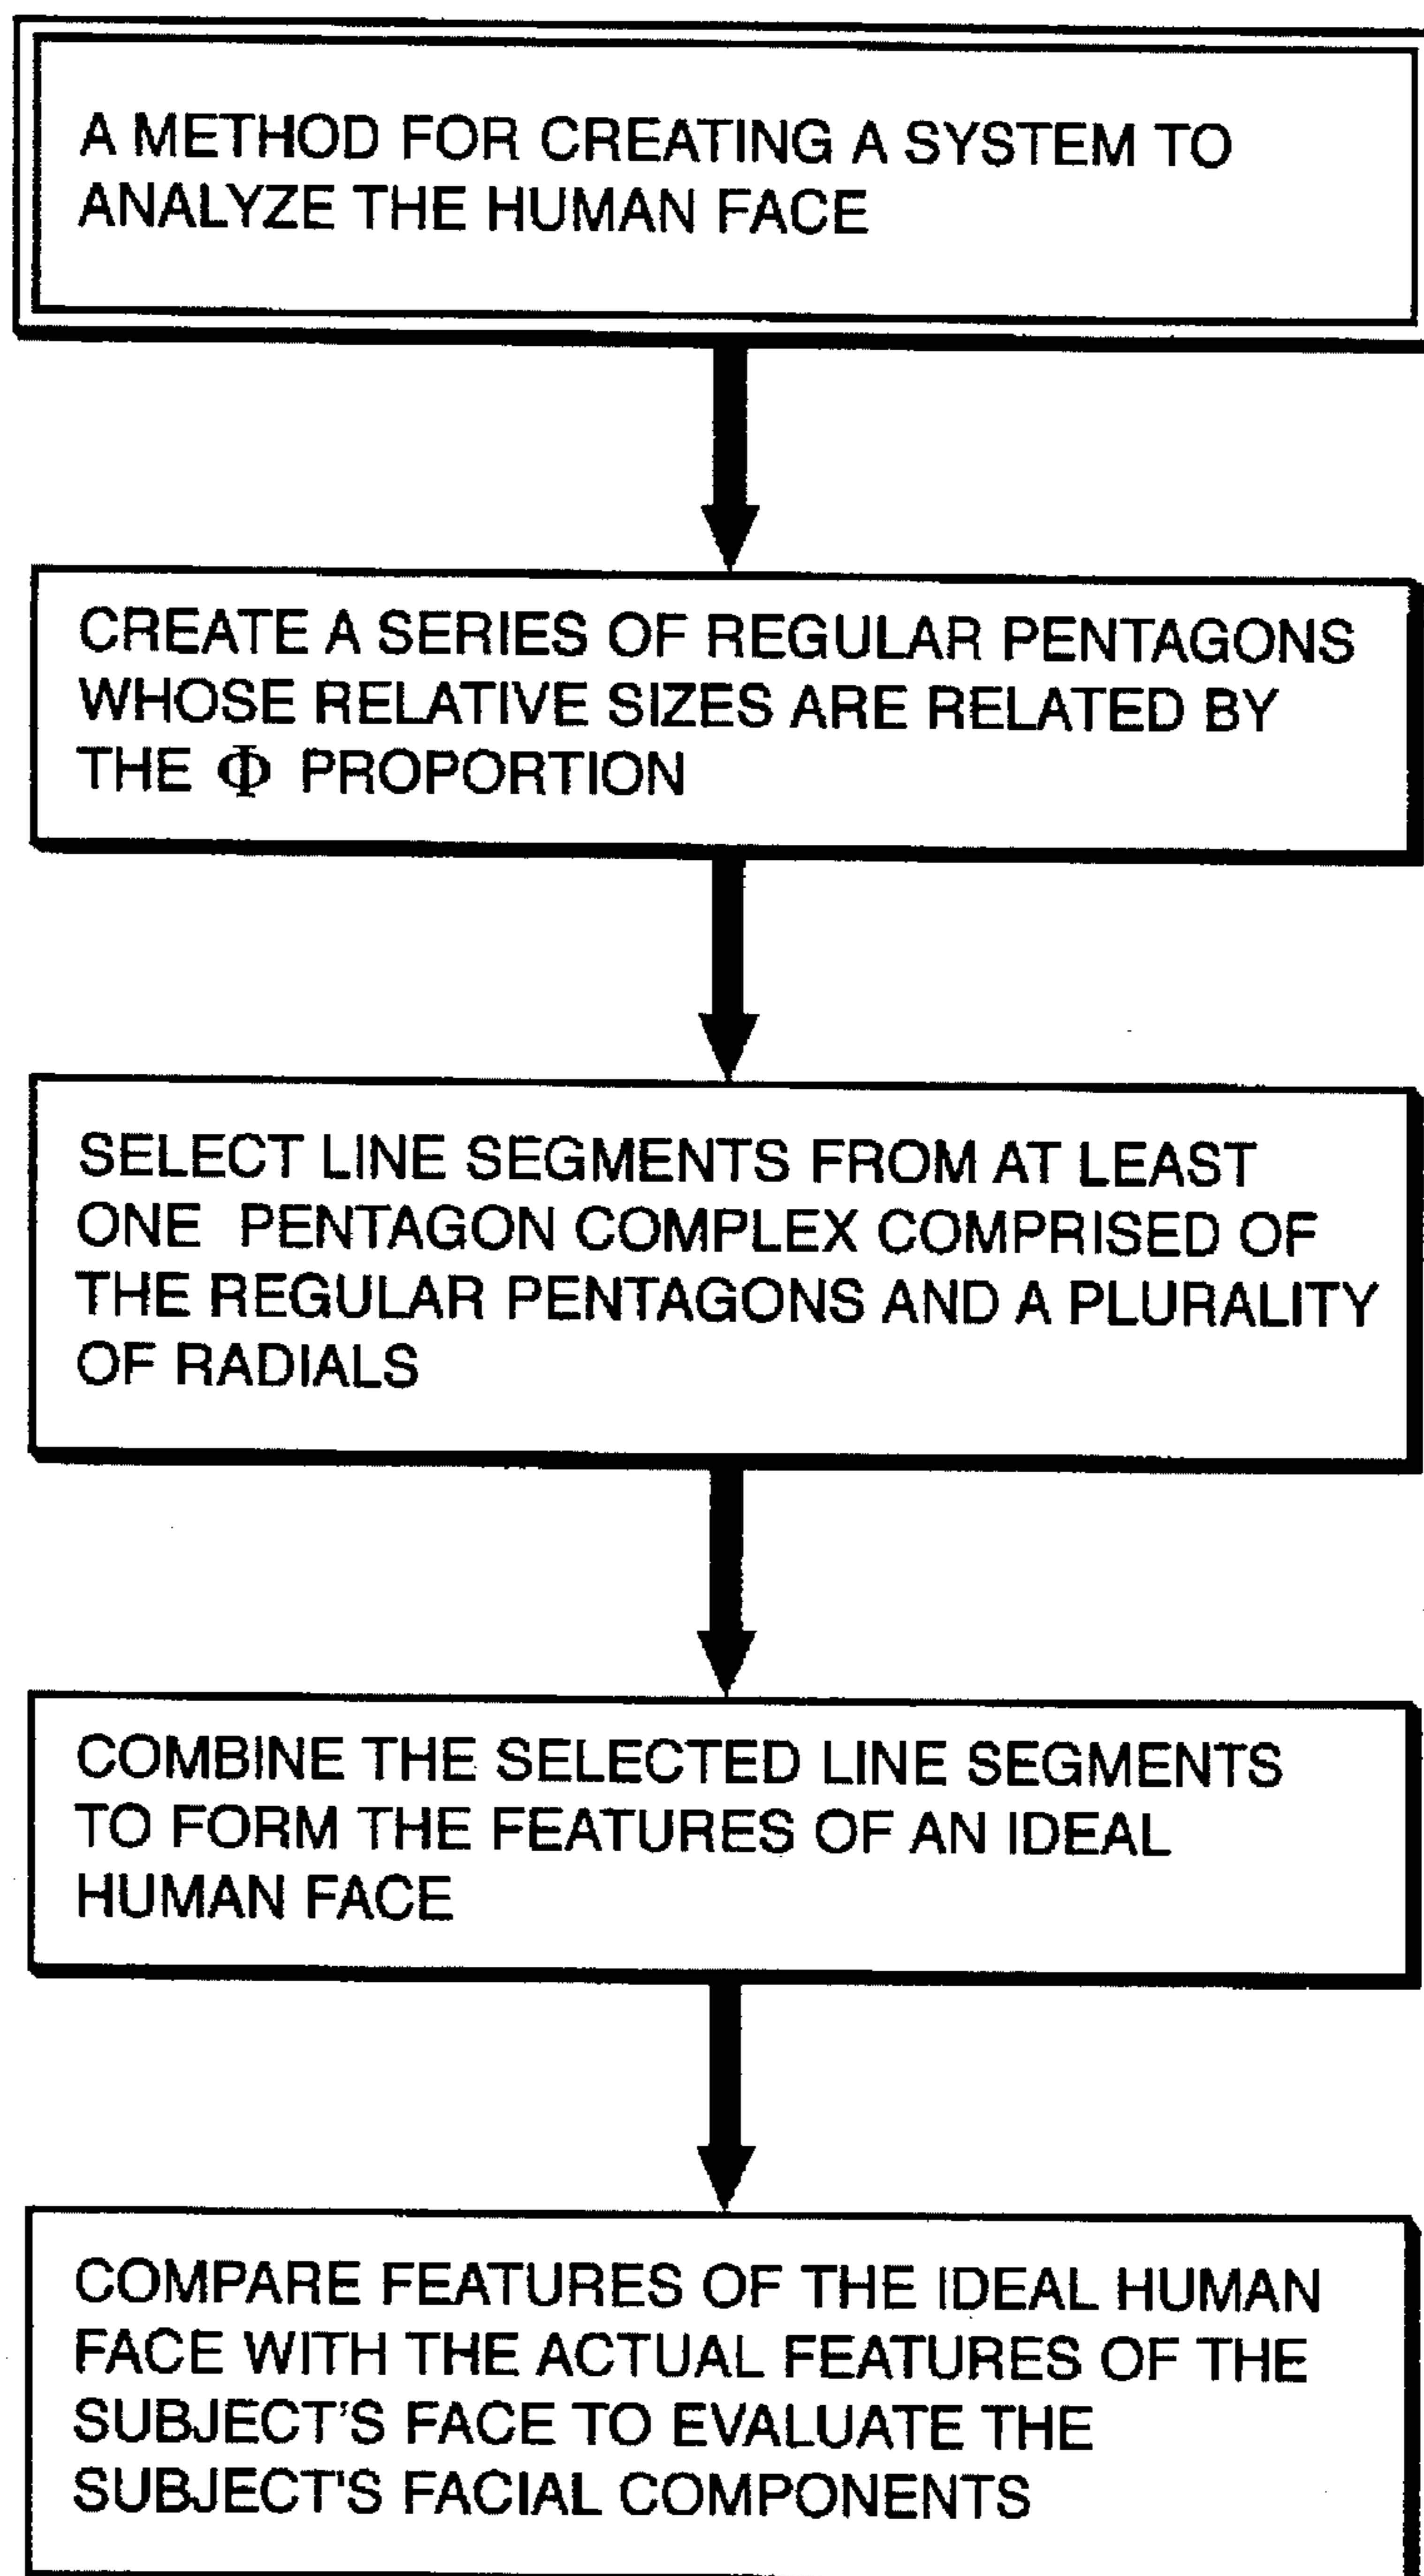 A METHOD FOR CREATING A SYSTEM TO
ANALYZE THE HUMAN FACE
CREATE A SERIES OF REGULAR PENTAGONS
WHOSE RELATIVE SIZES ARE RELATED BY
THE Φ PROPORTION
SELECT LINE SEGMENTS FROM AT LEAST
ONE PENTAGON COMPLEX COMPRISED OF
THE REGULAR PENTAGONS AND A PLURALITY
OF RADIALS
COMBINE THE SELECTED LINE SEGMENTS
TO FORM THE FEATURES OF AN IDEAL
HUMAN FACE
COMPARE FEATURES OF THE IDEAL HUMAN
FACE WITH THE ACTUAL FEATURES OF THE
SUBJECT'S FACE TO EVALUATE THE
SUBJECT'S FACIAL COMPONENTS